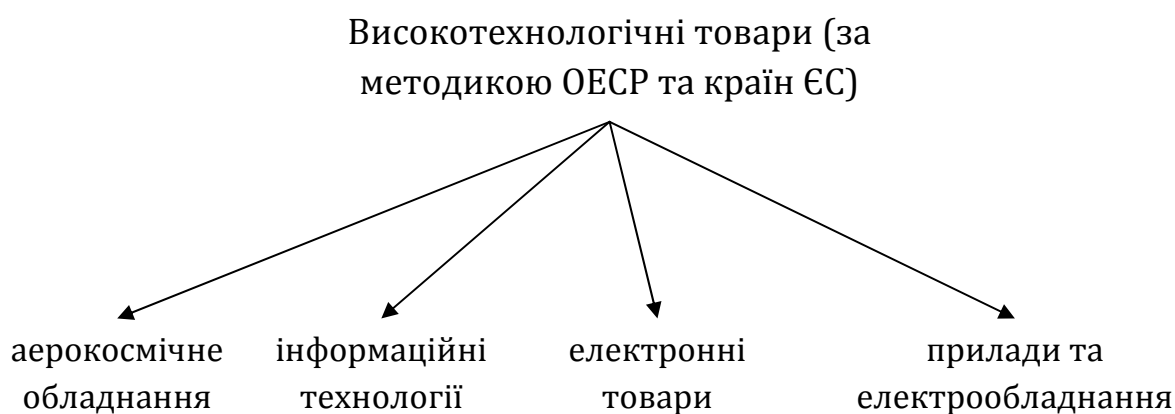 Високотехнологічні товари (за
методикою ОЕСР та країн ЄС)
аерокосмічне
обладнання
інформаційні
технології
електронні
товари
прилади та
електрообладнання